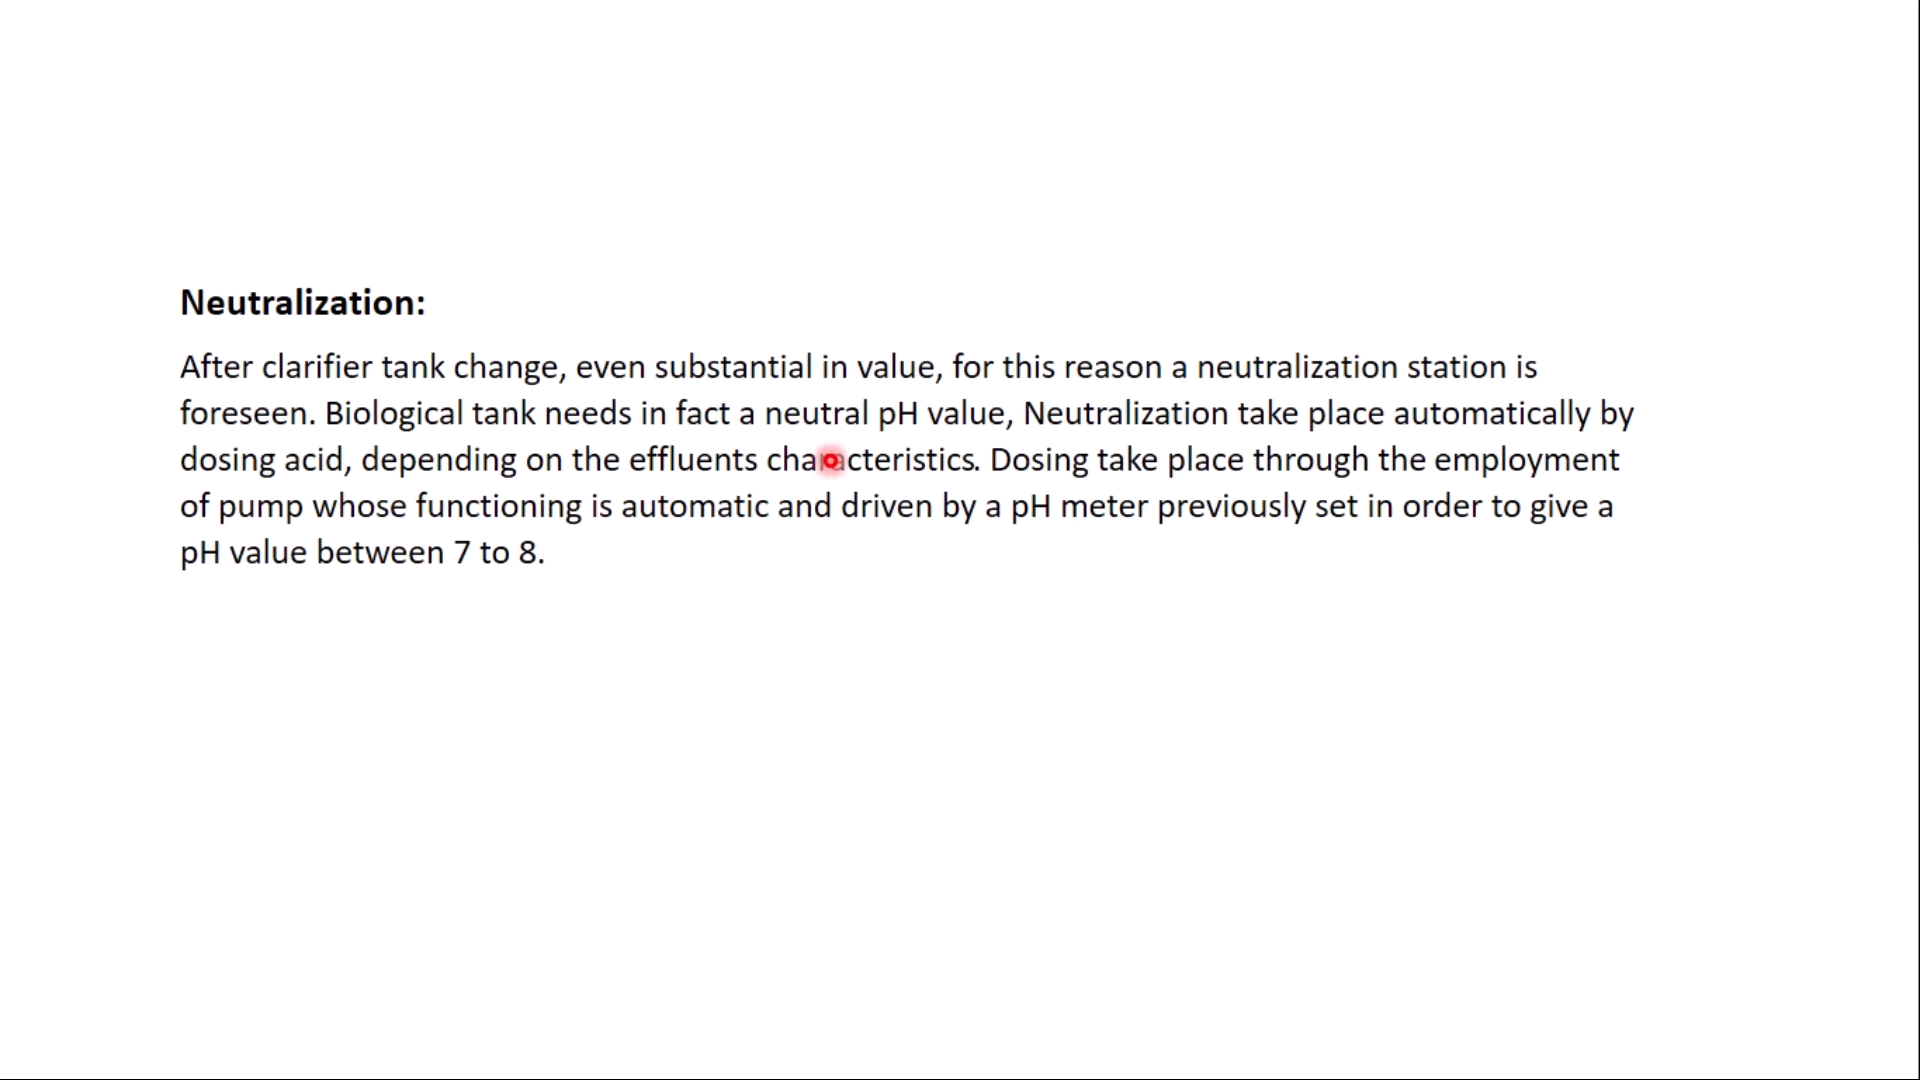 Neutralization:
After clarifier tank change, even substantial in value, for this reason a neutralization station is
foreseen. Biological tank needs in fact a neutral pH value, Neutralization take place automatically by
dosing acid, depending on the effluents characteristics. Dosing take place through the employment
of pump whose functioning is automatic and driven by a pH meter previously set in order to give a
pH value between 7 to 8.